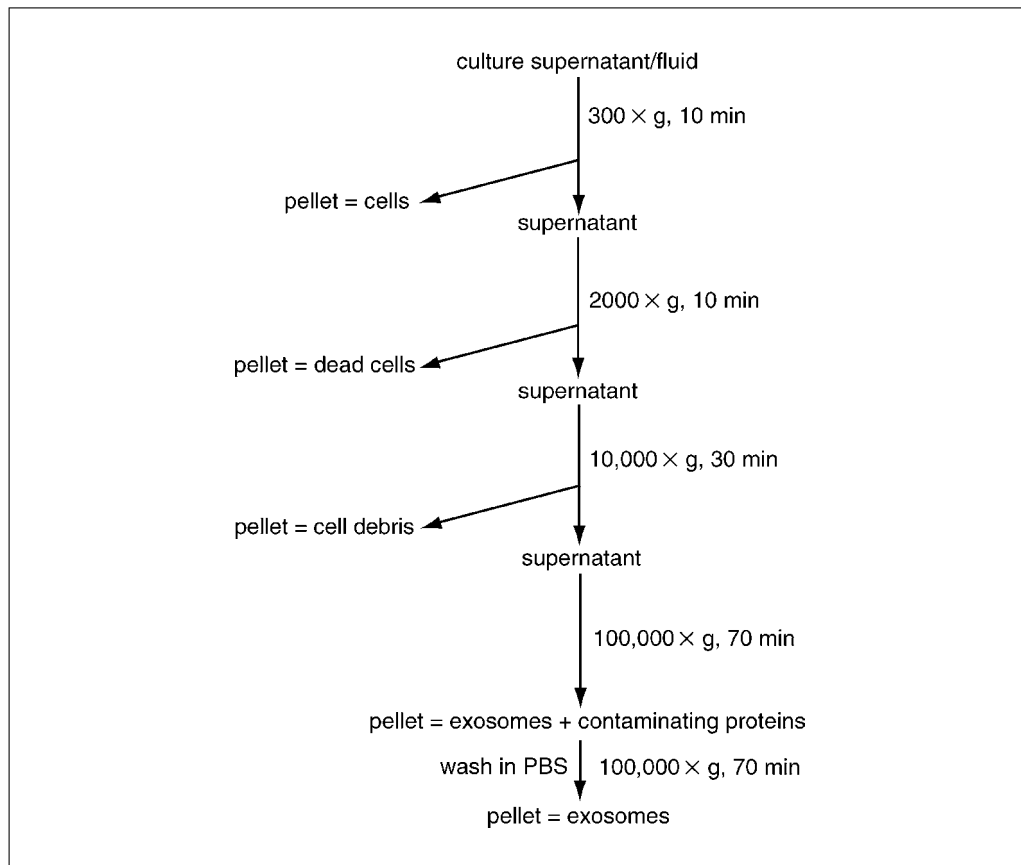 culture supernatant/fluid
300 × g, 10 min
pellet = cells
supernatant
2000 × g, 10 min
pellet = dead cells
supernatant
10,000 × g, 30 min
pellet = cell debris
supernatant
100,000 × g, 70 min
pellet = exosomes + contaminating proteins
wash in PBS 100,000 × g, 70 min
pellet = exosomes